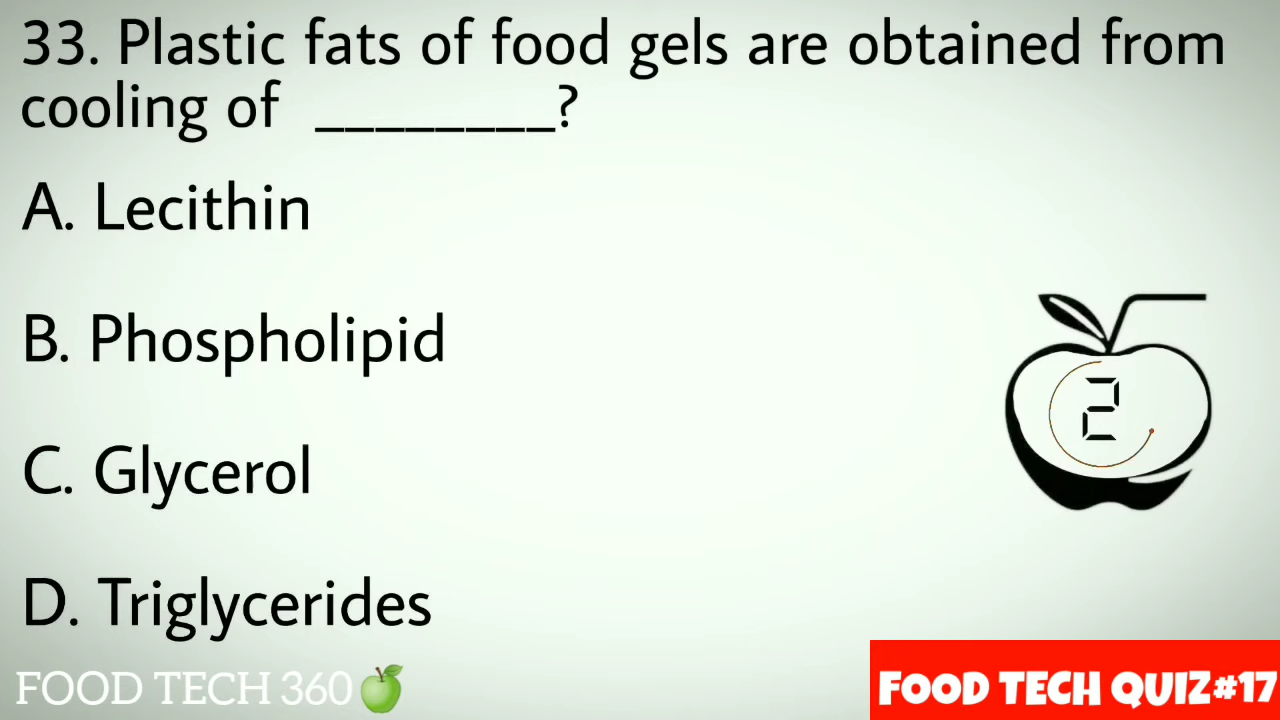 33. Plastic fats of food gels are obtained from
cooling of ________?
A. Lecithin
B. Phospholipid
2
C. Glycerol
D. Triglycerides
FOOD TECH 360
FOOD TECH QUIZ#17